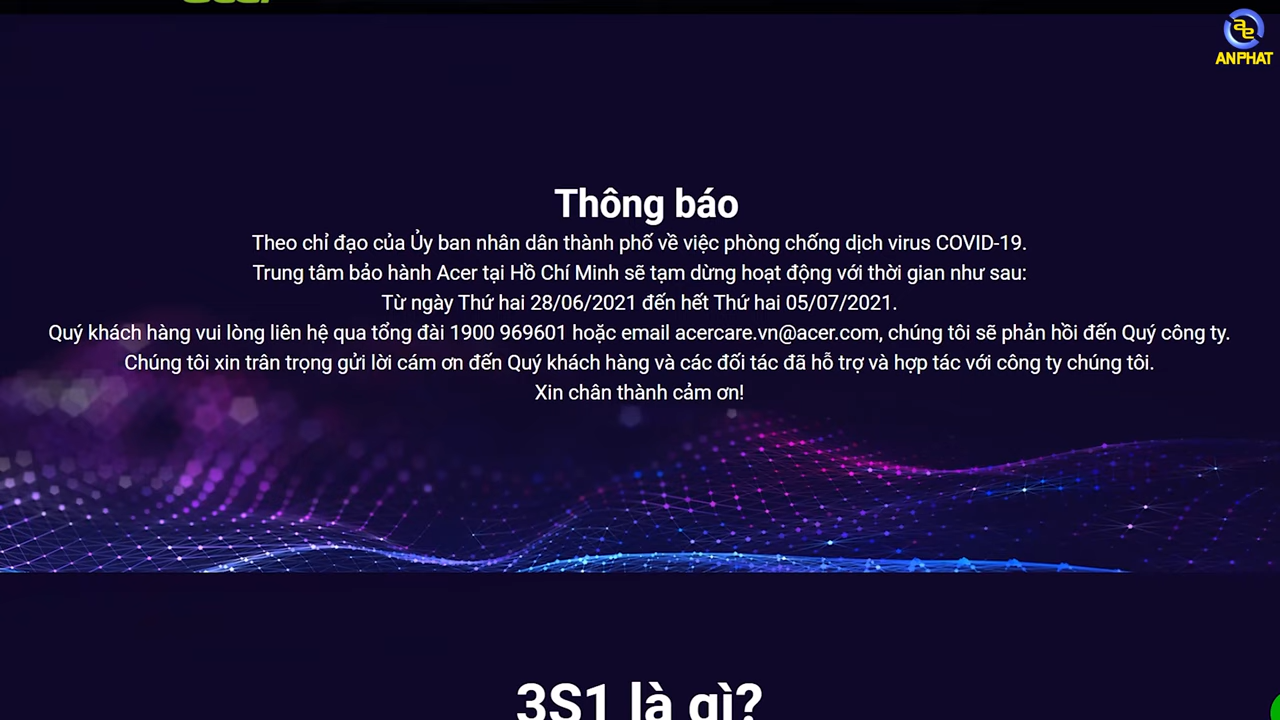 ae
ANPHAT
Thông báo
Theo chỉ đạo của Ủy ban nhân dân thành phố về việc phòng chống dịch virus COVID-19.
Trung tâm bảo hành Acer tại Hồ Chí Minh sẽ tạm dừng hoạt động với thời gian như sau:
Từ ngày Thứ hai 28/06/2021 đến hết Thứ hai 05/07/2021.
Quý khách hàng vui lòng liên hệ qua tổng đài 1900 969601 hoặc email acercare.vn@acer.com, chúng tôi sẽ phản hồi đến Quý công ty.
Chúng tôi xin trân trọng gửi lời cám ơn đến Quý khách hàng và các đối tác đã hỗ trợ và hợp tác với công ty chúng tôi.
Xin chân thành cảm ơn!
3S1 là gì?